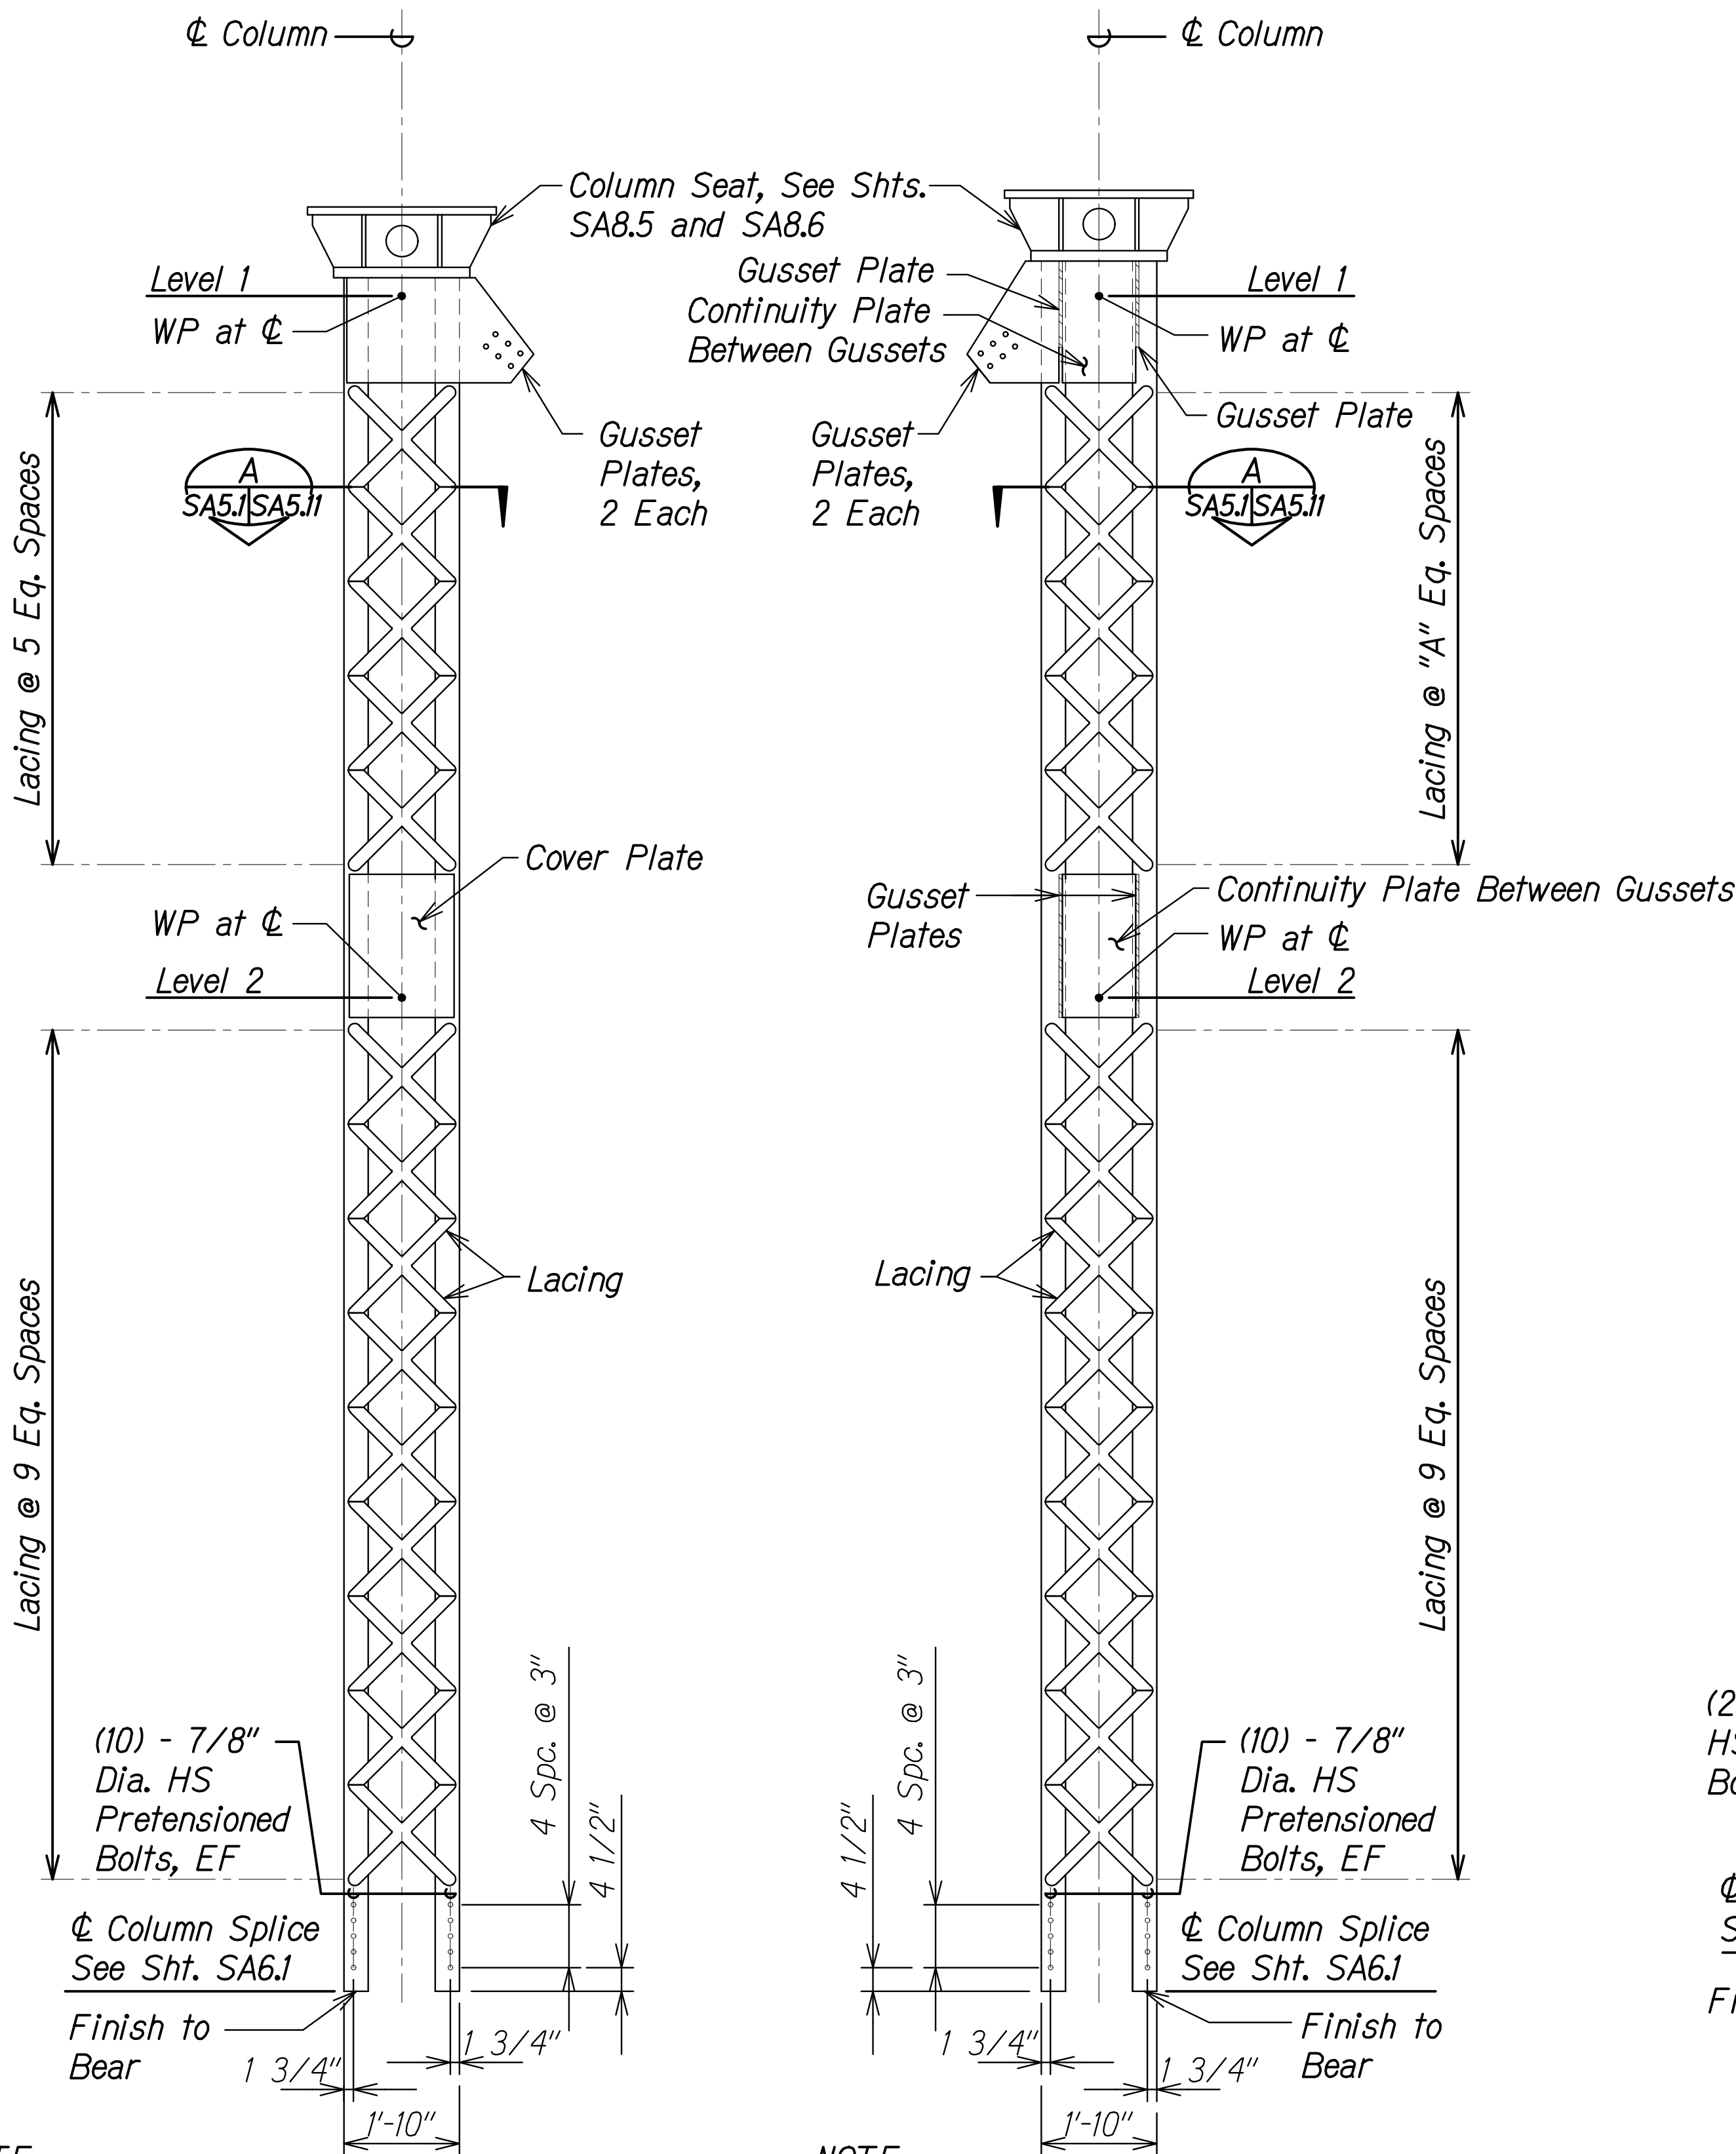 ℄ Column
℄ Column
Column Seat, See Shts.
SA8.5 and SA8.6
Level 1
WP at ℄
Gusset Plate
Continuity Plate
Between Gussets
Level 1
WP at ℄
Gusset Plate
Gusset
Plates,
2 Each
Gusset
Plates,
2 Each
A
SA5.1 SA5.11
A
SA5.1 SA5.11
Lacing @ 5 Eq. Spaces
Lacing @ "A" Eq. Spaces
Cover Plate
WP at ℄
Level 2
Gusset
Plates
Continuity Plate Between Gussets
WP at ℄
Level 2
Lacing
Lacing
Lacing @ 9 Eq. Spaces
Lacing @ 9 Eq. Spaces
(10) - 7/8"
Dia. HS
Pretensioned
Bolts, EF
4 Spc. @ 3"
4 1/2"
4 1/2"
4 Spc. @ 3"
(10) - 7/8"
Dia. HS
Pretensioned
Bolts, EF
℄ Column Splice
See Sht. SA6.1
Finish to
Bear
1 3/4"
1 3/4"
1'-10"
℄ Column Splice
See Sht. SA6.1
Finish to
Bear
1 3/4"
1 3/4"
1'-10"
(2
HS
℄
NOTE